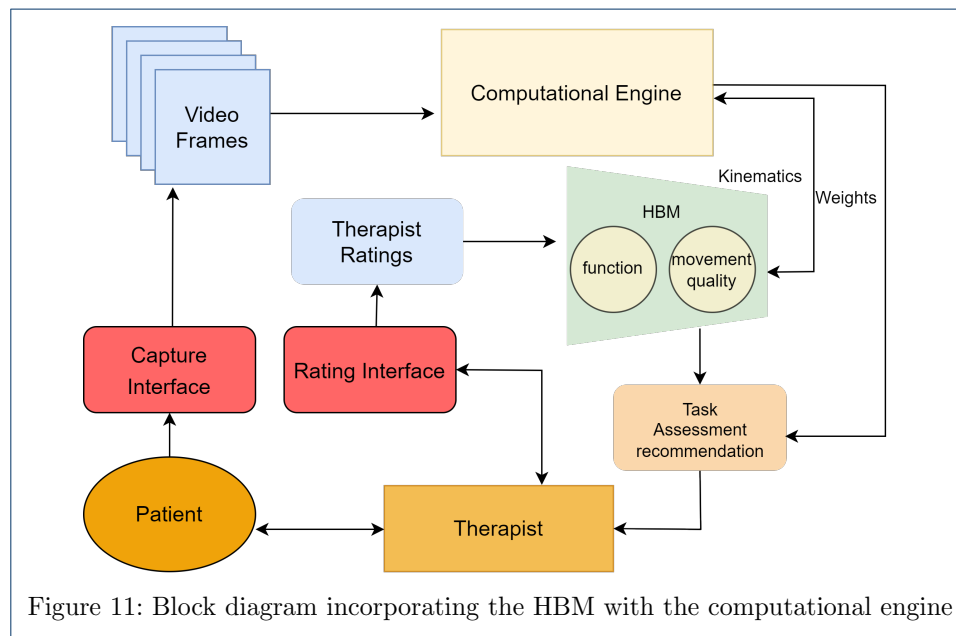 Video
Frames
Computational Engine
Kinematics
Weights
HBM
function
movement
quality
Therapist
Ratings
Capture
Interface
Rating Interface
Task
Assessment
recommendation
Patient
Therapist
Figure 11: Block diagram incorporating the HBM with the computational engine